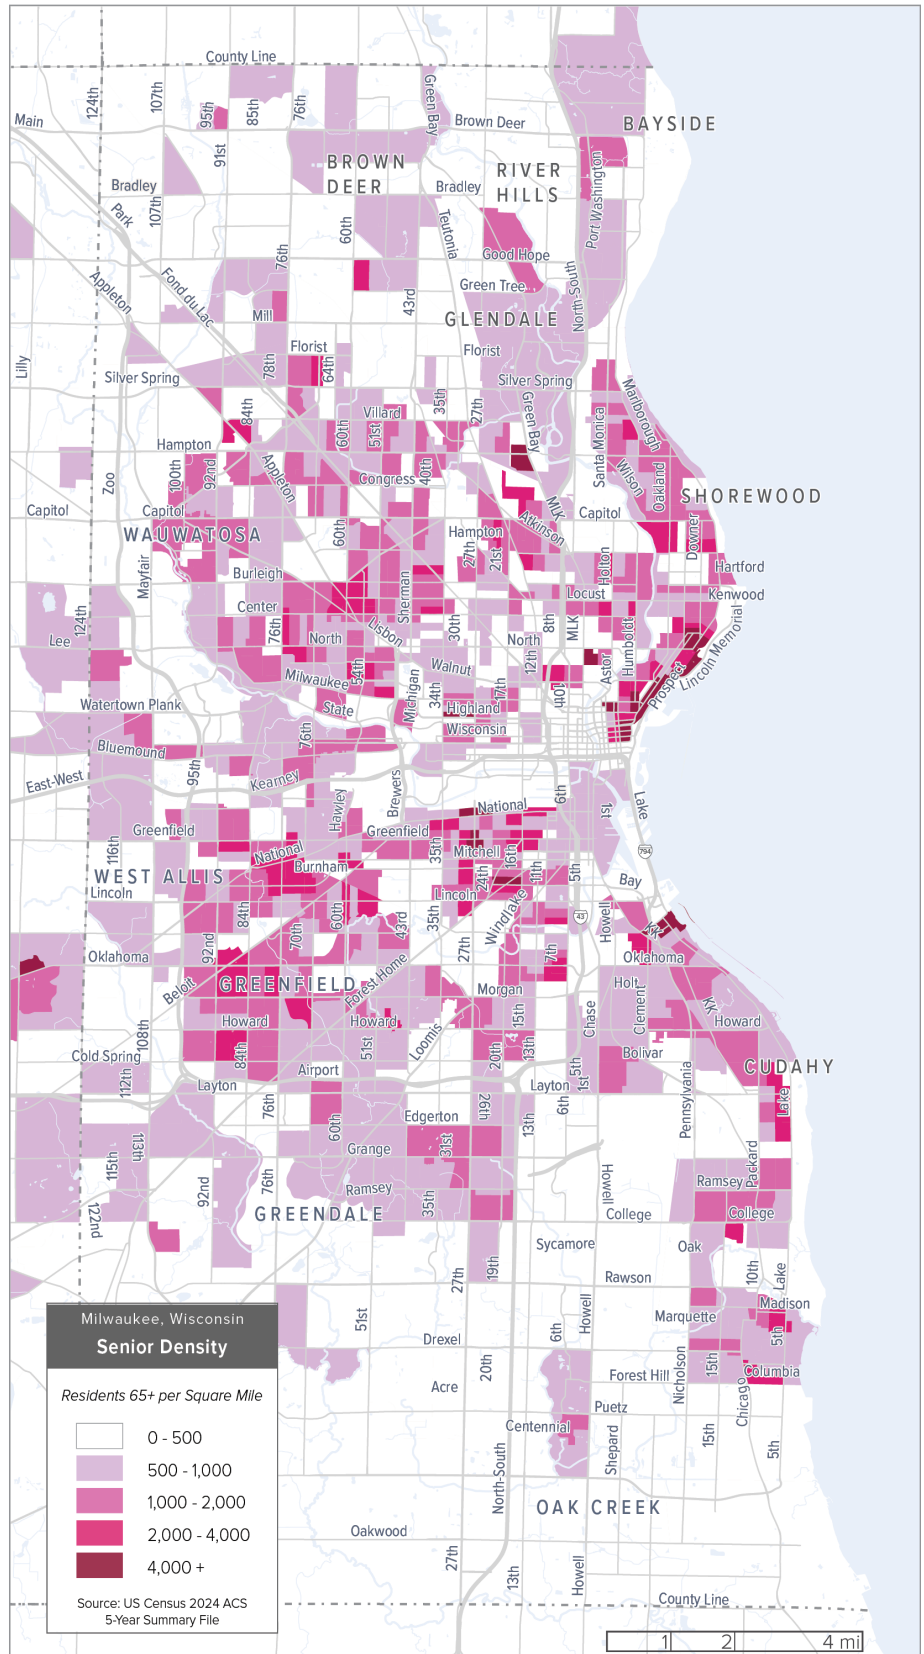 County Line
124th
107th
95th
85th
76th
Green Bay
Main
Brown Deer
BAYSIDE
91st
BROWN
DEER
RIVER
HILLS
Bradley
Bradley
Port Washington
107th
Park
60th
Teutonia
76th
Good Hope
Appleton
Fond du Lac
43rd
Green Tree
North-South
Mill
GLENDALE
Florist
Florist
Lilly
78th
64th
Silver Spring
Silver Spring
35th
27th
Green Bay
Marlborough
84th
Villard
60th
51st
Santa Monica
Hampton
100th
92nd
Appleton
Congress
40th
Wilson
Oakland
Zoo
SHOREWOOD
Capitol
Capitol
MLK
Capitol
WAUWATOSA
60th
Hampton
Atkinson
27th
21st
Downer
Mayfair
Burleigh
Sherman
Holton
Hartford
Center
Locust
Kenwood
124th
76th
North
Lisbon
30th
North
8th
MLK
Humboldt
Lee
12th
Lincoln Memorial
Milwaukee
54th
Walnut
Astor
Prospect
Michigan
34th
17th
10th
Watertown Plank
State
Highland
Wisconsin
76th
Bluemound
95th
East-West
Kearney
Brewers
6th
Hawley
National
1st
Lake
Greenfield
Greenfield
116th
National
35th
Mitchell
16th
794
WEST ALLIS
Burnham
24th
11th
5th
Bay
Lincoln
Lincoln
84th
60th
43rd
35th
Windlake
43
Howell
KK
92nd
70th
27th
7th
Oklahoma
Oklahoma
Beloit
GREENFIELD
Forest Home
Morgan
Holt
Clement
KK
Howard
Howard
15th
Chase
Howard
108th
Loomis
Cold Spring
84th
51st
20th
13th
Bolivar
CUDAHY
112th
Airport
5th
Layton
Layton
1st
Pennsylvania
Lake
76th
60th
Edgerton
26th
13th
6th
113th
Grange
31st
Packard
115th
92nd
76th
Ramsey
35th
Howell
Ramsey
122nd
GREENDALE
College
College
Sycamore
Oak
19th
27th
Rawson
10th
Lake
Madison
51st
6th
Howell
Marquette
5th
Drexel
20th
Nicholson
15th
Acre
Forest Hill
Columbia
Chicago
Puetz
Centennial
Shepard
15th
5th
North-South
OAK CREEK
Oakwood
27th
13th
Howell
County Line
Milwaukee, Wisconsin
Senior Density
Residents 65+ per Square Mile
0 - 500
500 - 1,000
1,000 - 2,000
2,000 - 4,000
4,000 +
Source: US Census 2024 ACS
5-Year Summary File
1
2
4 mi